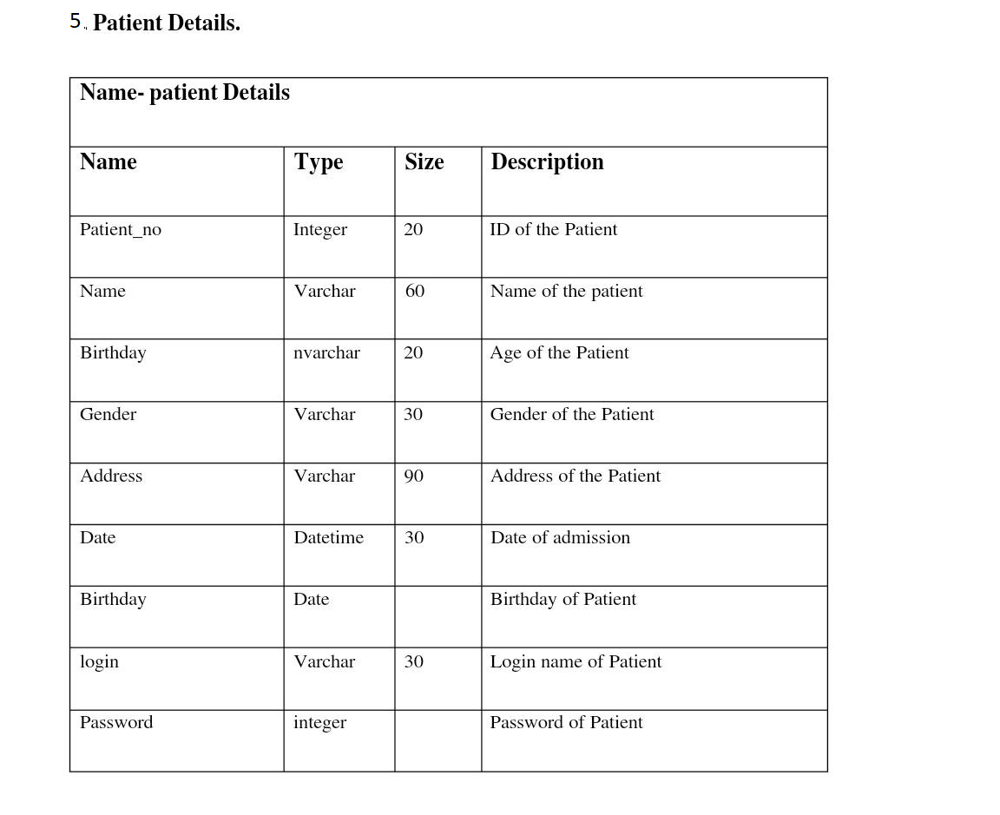 5. Patient Details.
Name- patient Details
Name Type Size Description
Patient_no Integer 20 ID of the Patient
Name Varchar 60 Name of the patient
Birthday nvarchar 20 Age of the Patient
Gender Varchar 30 Gender of the Patient
Address Varchar 90 Address of the Patient
Date Datetime 30 Date of admission
Birthday Date Birthday of Patient
login Varchar 30 Login name of Patient
Password integer Password of Patient